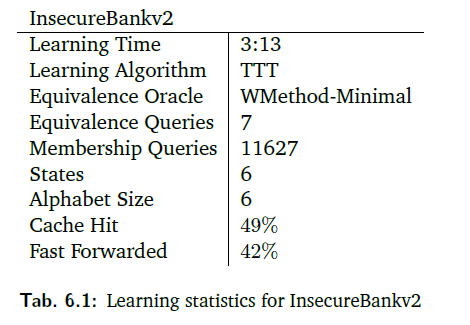 InsecureBankv2
Learning Time 3:13
Learning Algorithm TTT
Equivalence Oracle WMethod-Minimal
Equivalence Queries 7
Membership Queries 11627
States 6
Alphabet Size 6
Cache Hit 49%
Fast Forwarded 42%
Tab. 6.1: Learning statistics for InsecureBankv2